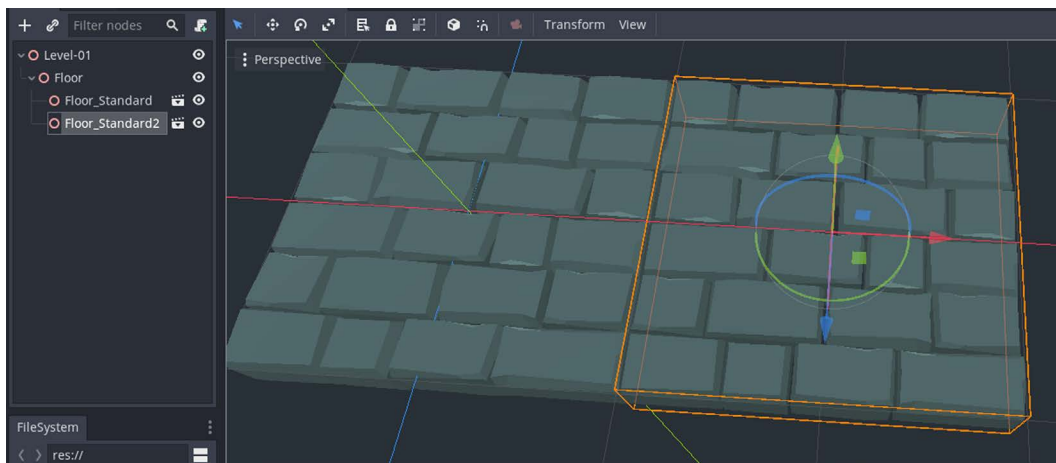 Filter nodes
Transform View
Level-01
Perspective
Floor
Floor_Standard
Floor_Standard2
FileSystem
res://